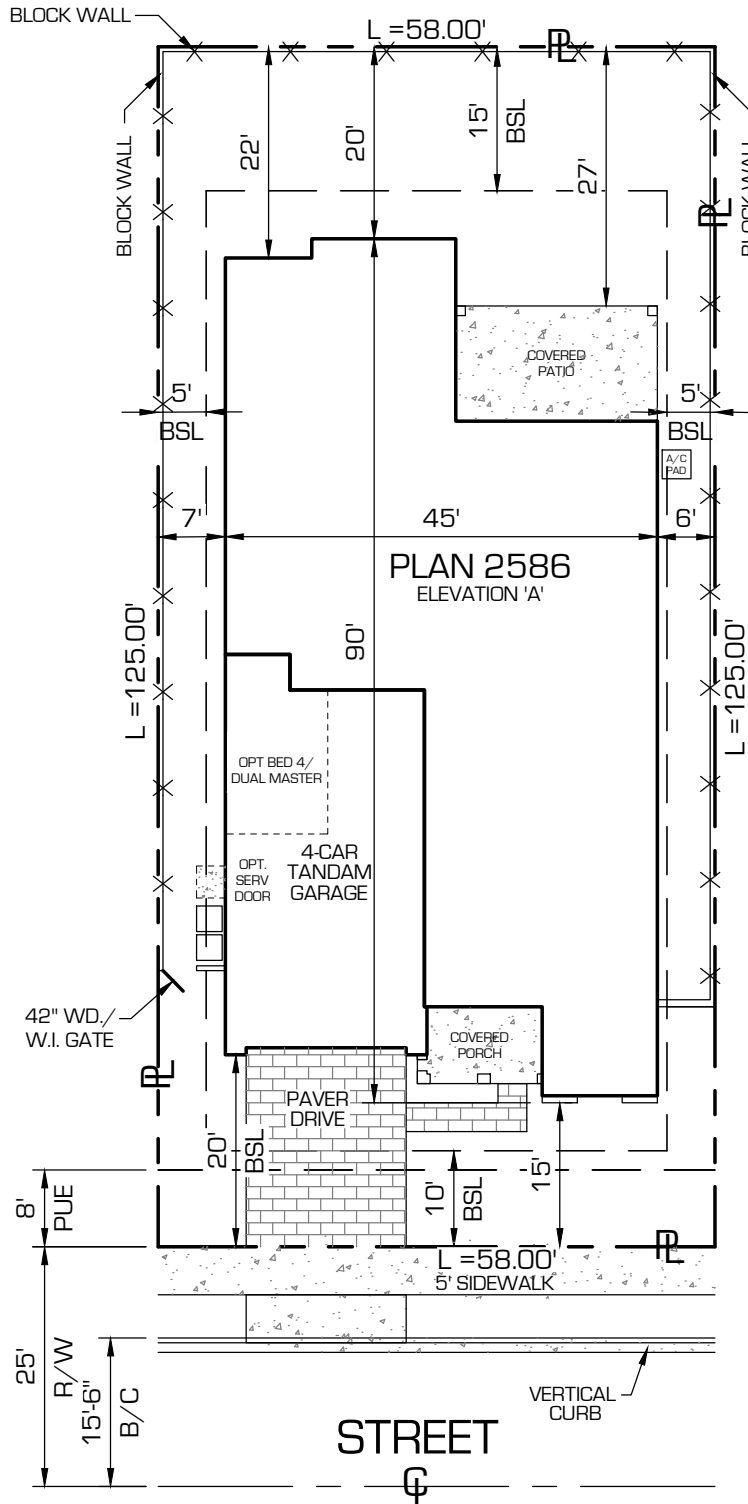 BLOCK WALL
L =58.00'
PL
BLOCK WALL
22'
20'
15'
BSL
27'
PL
BLOCK WALL
COVERED
PATIO
5'
BSL
5'
BSL
A/C
PAD
7'
45'
6'
PLAN 2586
ELEVATION 'A'
90'
L =125.00'
L =125.00'
OPT BED 4/
DUAL MASTER
OPT.
SERV
DOOR
4-CAR
TANDAM
GARAGE
42" WD./
W.I. GATE
COVERED
PORCH
PL
PAVER
DRIVE
20'
BSL
10'
BSL
15'
8'
PUE
PL
L =58.00'
5' SIDEWALK
25'
R/W
15'-6"
B/C
VERTICAL
CURB
STREET
CL